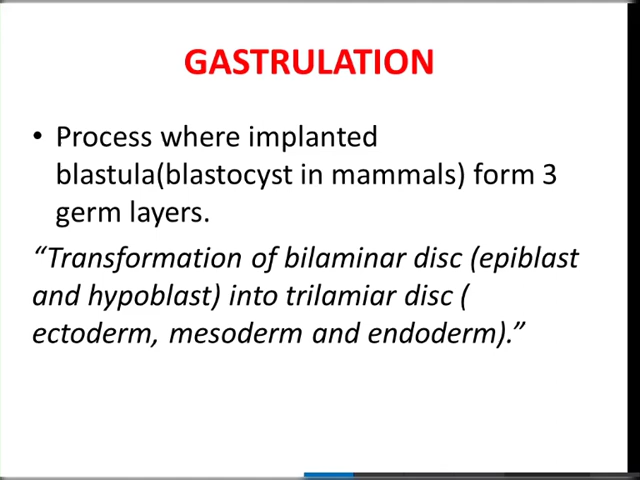 GASTRULATION
• Process where implanted
blastula(blastocyst in mammals) form 3
germ layers.
“Transformation of bilaminar disc (epiblast
and hypoblast) into trilamiar disc (
ectoderm, mesoderm and endoderm).”